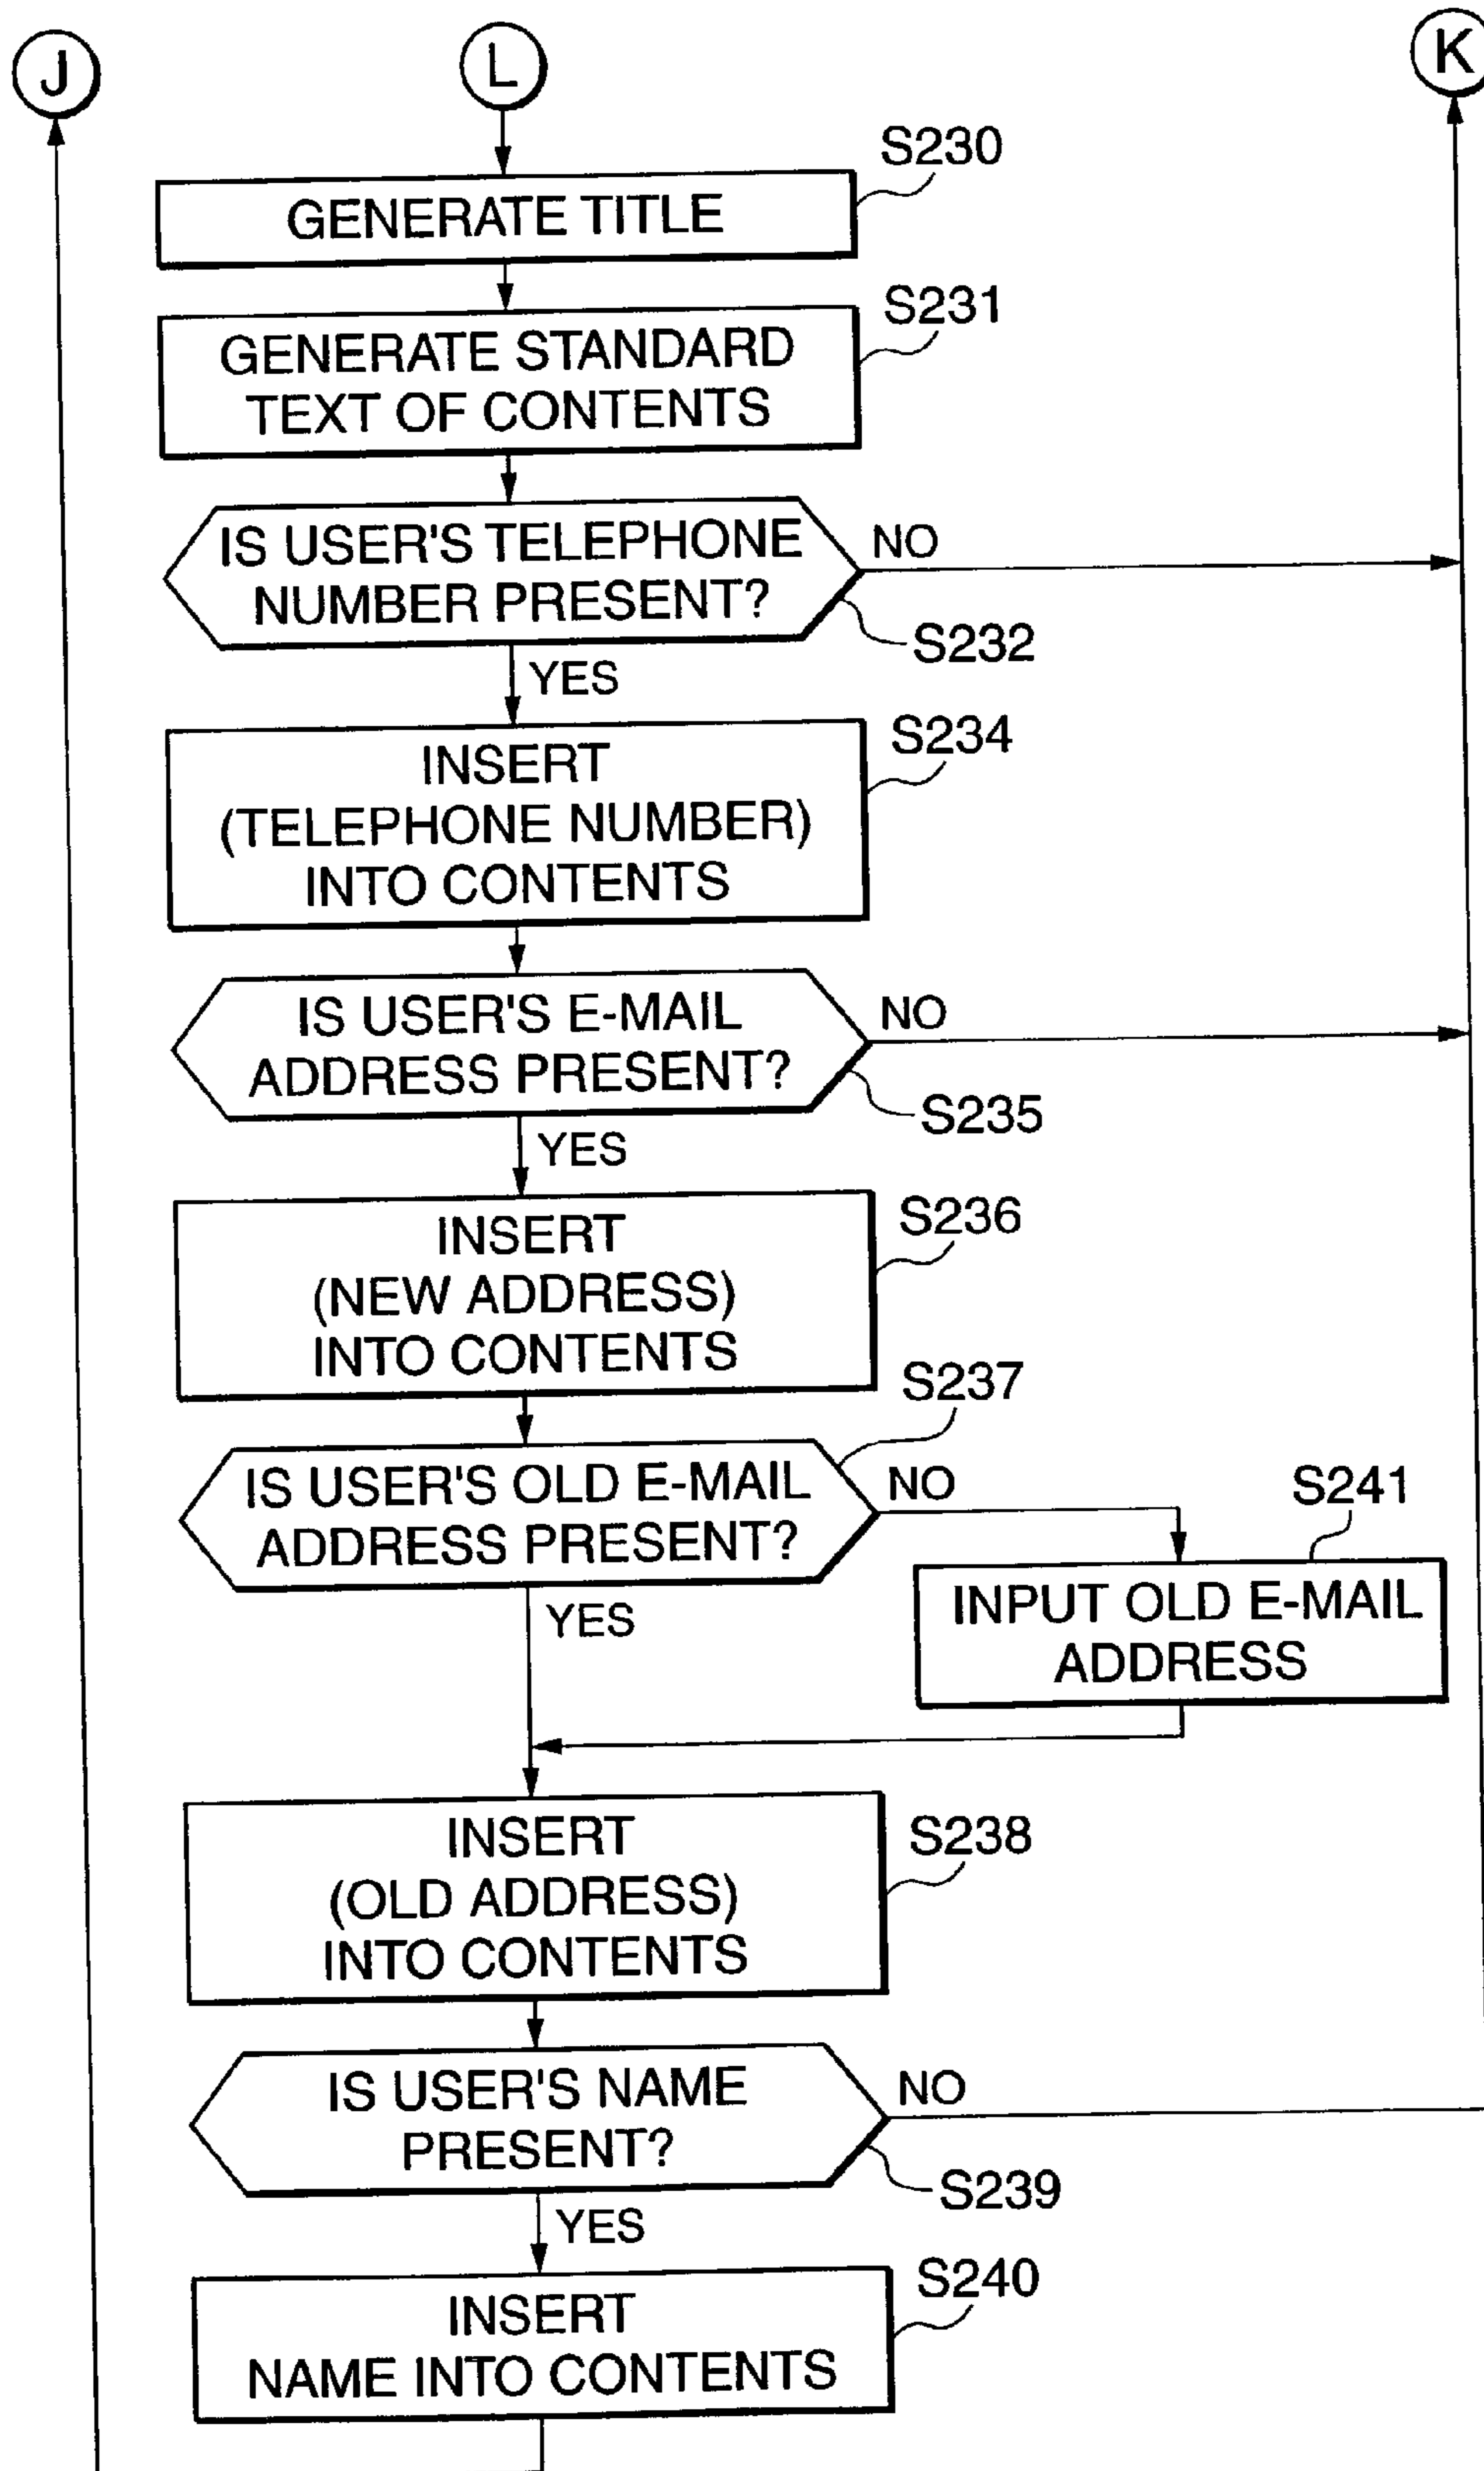 J
L
K
S230
GENERATE TITLE
S231
GENERATE STANDARD
TEXT OF CONTENTS
IS USER'S TELEPHONE
NUMBER PRESENT?
NO
S232
YES
S234
INSERT
(TELEPHONE NUMBER)
INTO CONTENTS
IS USER'S E-MAIL
ADDRESS PRESENT?
NO
S235
YES
S236
INSERT
(NEW ADDRESS)
INTO CONTENTS
S237
IS USER'S OLD E-MAIL
ADDRESS PRESENT?
NO
S241
INPUT OLD E-MAIL
ADDRESS
YES
S238
INSERT
(OLD ADDRESS)
INTO CONTENTS
IS USER'S NAME
PRESENT?
NO
S239
YES
S240
INSERT
NAME INTO CONTENTS